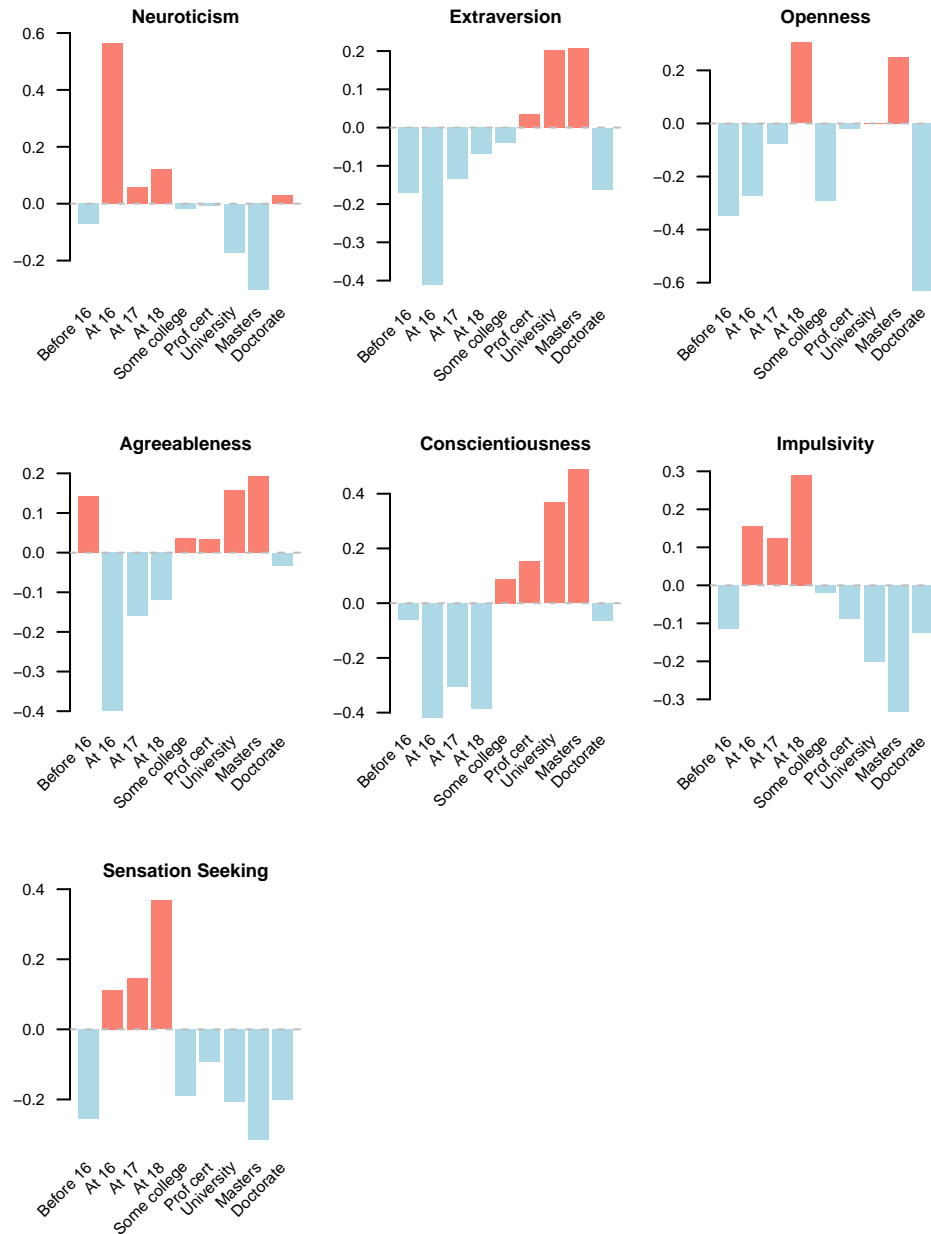 Neuroticism
0.6
0.4
0.2
0.0
−0.2
Before 16
At 16
At 17
At 18
Some college
Prof cert
University
Masters
Doctorate
Extraversion
0.2
0.1
0.0
−0.1
−0.2
−0.3
−0.4
Before 16
At 16
At 17
At 18
Some college
Prof cert
University
Masters
Doctorate
Openness
0.2
0.0
−0.2
−0.4
−0.6
Before 16
At 16
At 17
At 18
Some college
Prof cert
University
Masters
Doctorate
Agreeableness
0.2
0.1
0.0
−0.1
−0.2
−0.3
−0.4
Before 16
At 16
At 17
At 18
Some college
Prof cert
University
Masters
Doctorate
Conscientiousness
0.4
0.2
0.0
−0.2
−0.4
Before 16
At 16
At 17
At 18
Some college
Prof cert
University
Masters
Doctorate
Impulsivity
0.3
0.2
0.1
0.0
−0.1
−0.2
−0.3
Before 16
At 16
At 17
At 18
Some college
Prof cert
University
Masters
Doctorate
Sensation Seeking
0.4
0.2
0.0
−0.2
Before 16
At 16
At 17
At 18
Some college
Prof cert
University
Masters
Doctorate